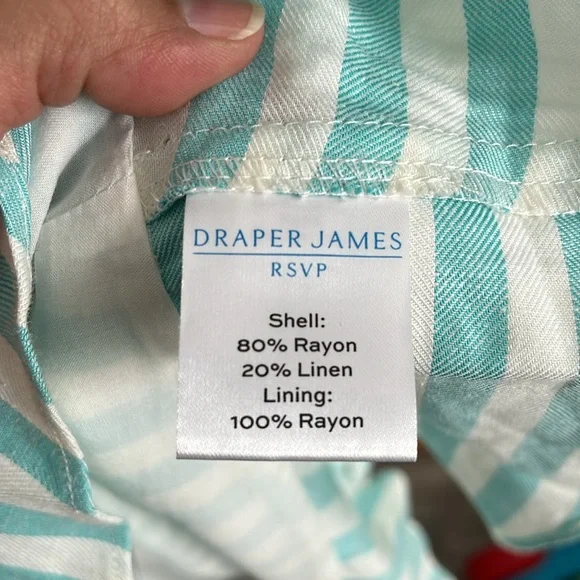 DRAPER JAMES
RSVP
Shell:
80% Rayon
20% Linen
Lining:
100% Rayon